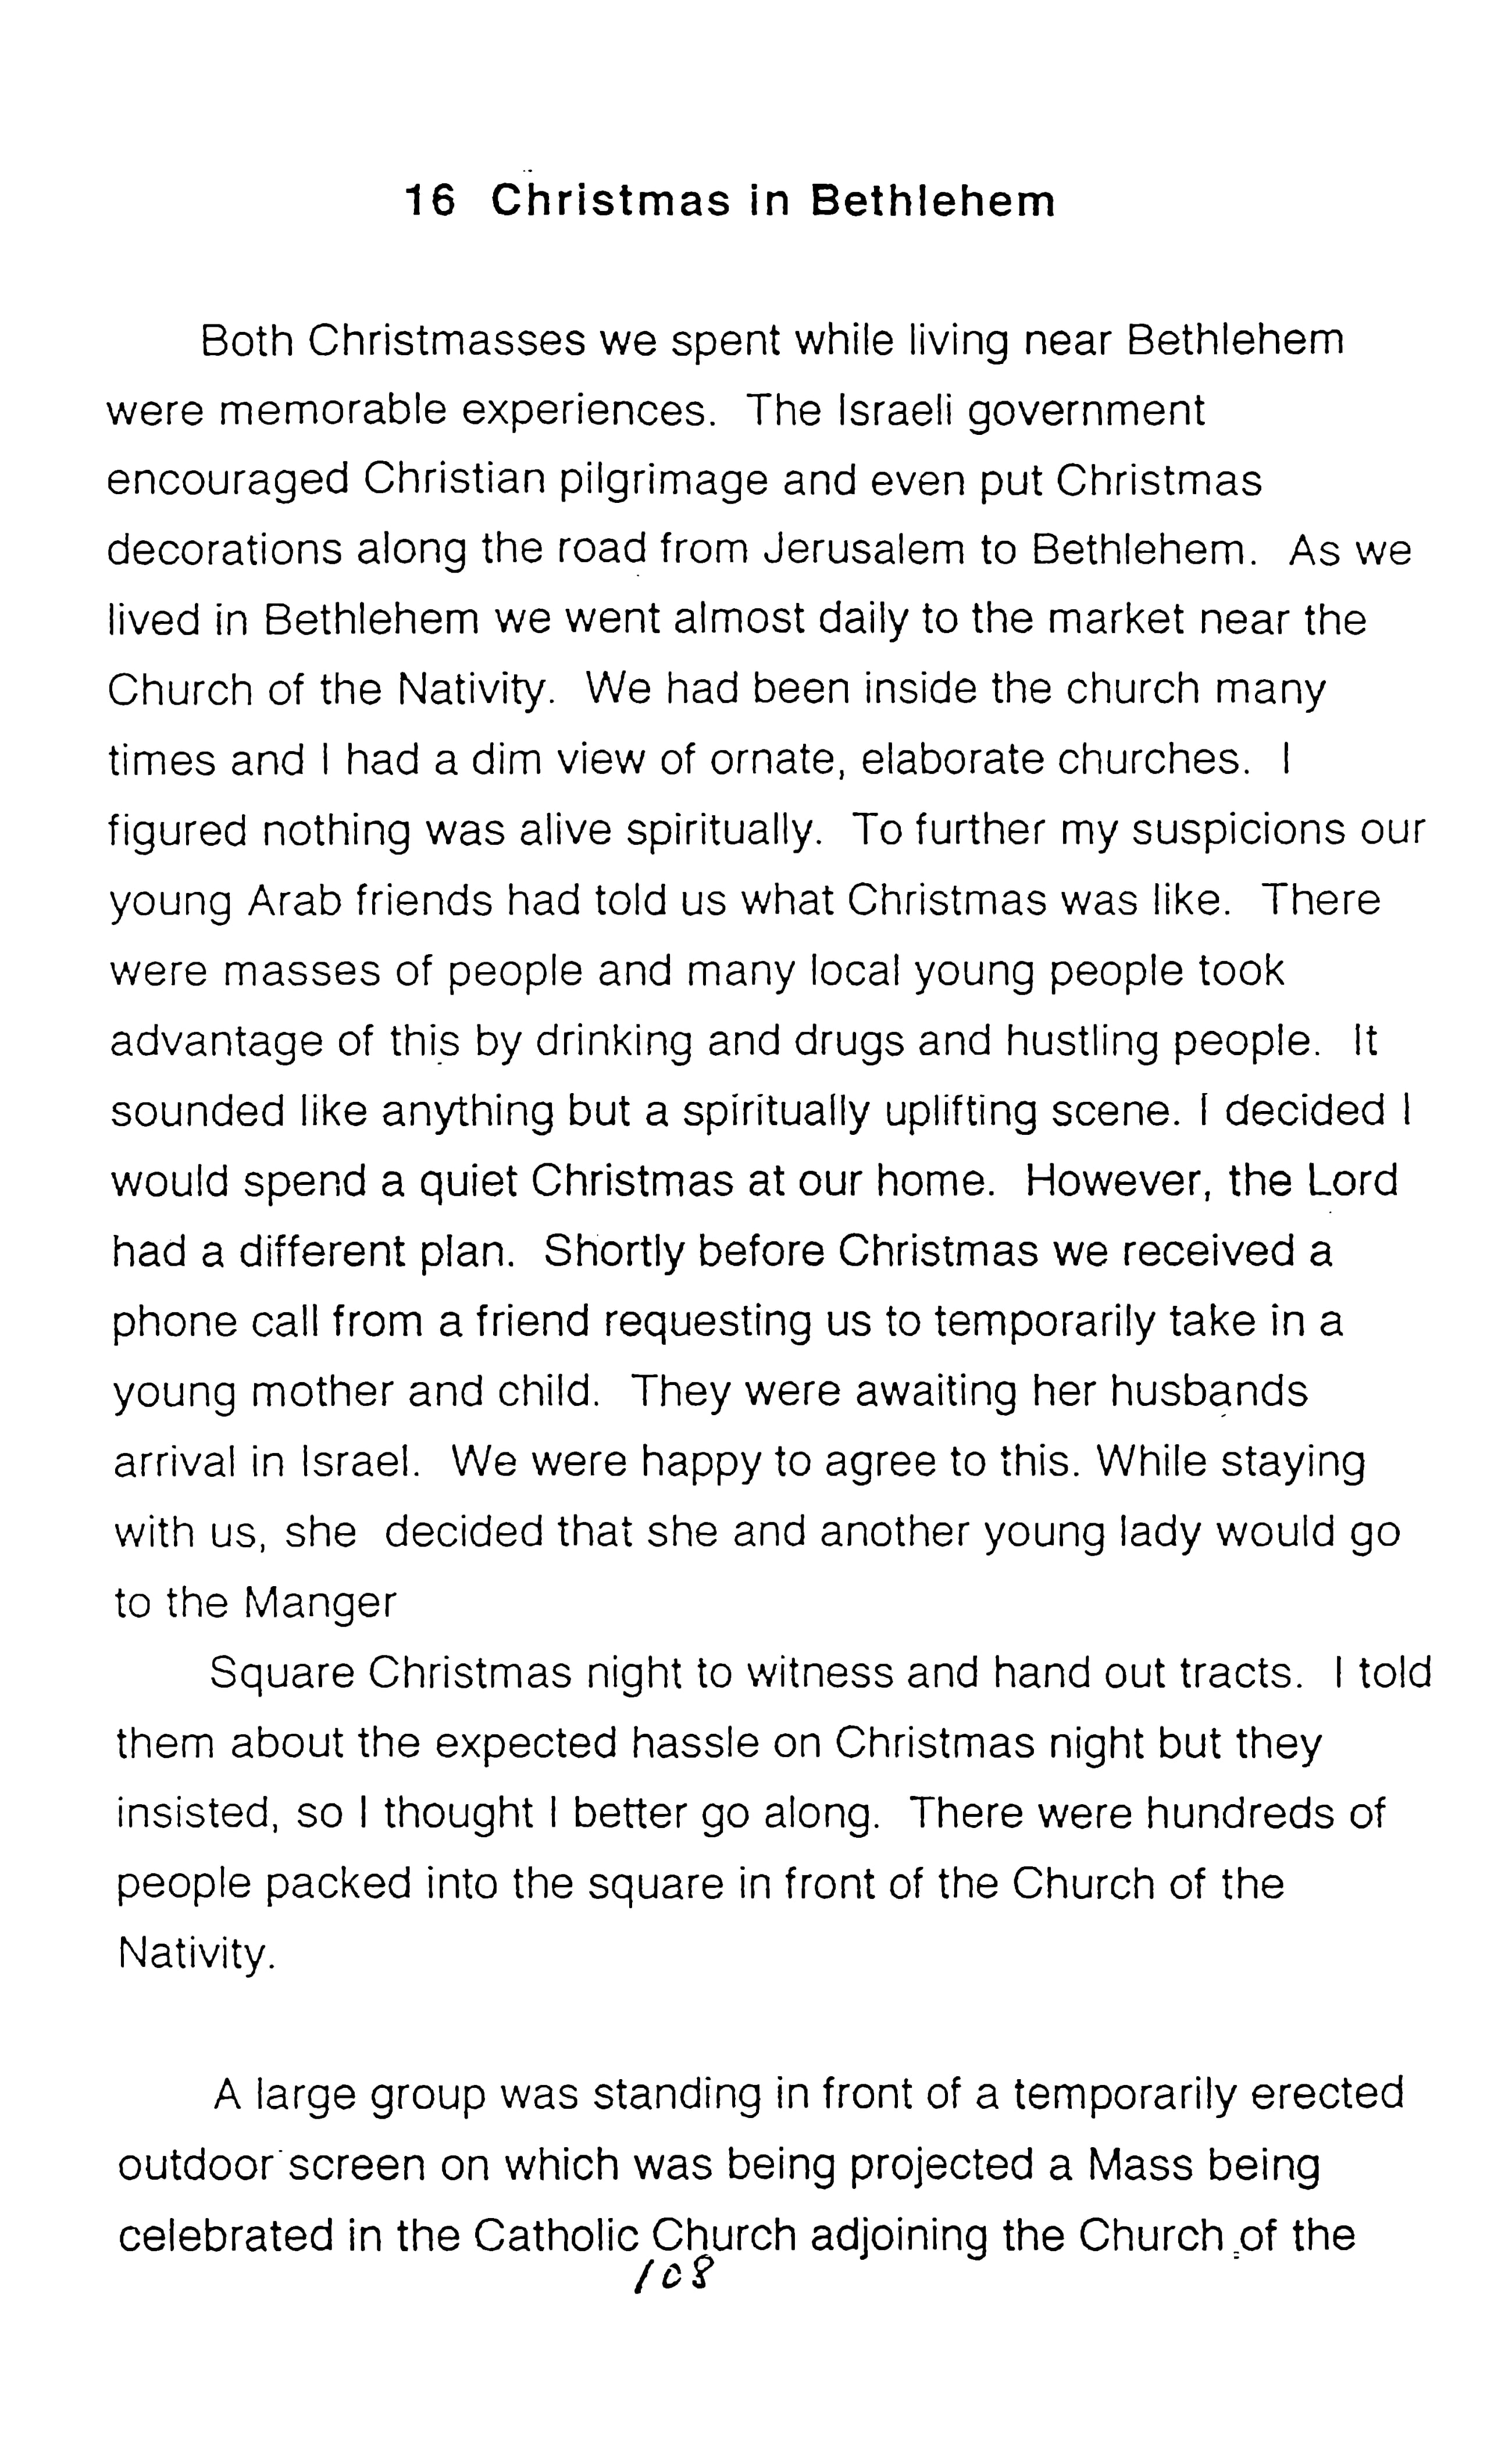 16 Christmas in Bethlehem
Both Christmasses we spent while living near Bethlehem
were memorable experiences. The Israeli government
encouraged Christian pilgrimage and even put Christmas
decorations along the road from Jerusalem to Bethlehem. As we
lived in Bethlehem we went almost daily to the market near the
Church of the Nativity. We had been inside the church many
times and I had a dim view of ornate, elaborate churches. I
figured nothing was alive spiritually. To further my suspicions our
young Arab friends had told us what Christmas was like. There
were masses of people and many local young people took
advantage of this by drinking and drugs and hustling people. It
sounded like anything but a spiritually uplifting scene. I decided I
would spend a quiet Christmas at our home. However, the Lord
had a different plan. Shortly before Christmas we received a
phone call from a friend requesting us to temporarily take in a
young mother and child. They were awaiting her husbands
arrival in Israel. We were happy to agree to this. While staying
with us, she decided that she and another young lady would go
to the Manger
Square Christmas night to witness and hand out tracts. I told
them about the expected hassle on Christmas night but they
insisted, so I thought I better go along. There were hundreds of
people packed into the square in front of the Church of the
Nativity.
A large group was standing in front of a temporarily erected
outdoor screen on which was being projected a Mass being
celebrated in the Catholic Church adjoining the Church of the
108